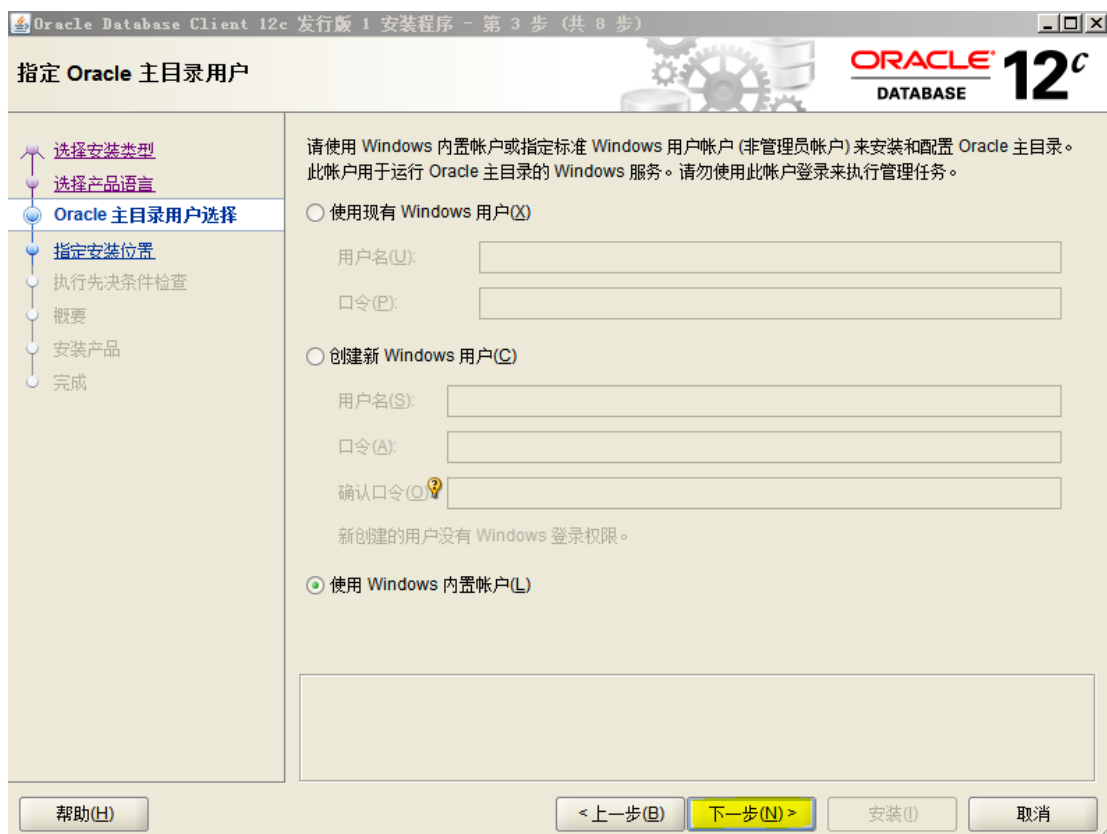 Oracle Database Client 12c 发行版 1 安装程序 - 第 3 步 (共 8 步)
指定 Oracle 主目录用户
ORACLE
DATABASE
12c
选择安装类型
选择产品语言
Oracle 主目录用户选择
指定安装位置
执行先决条件检查
概要
安装产品
完成
请使用 Windows 内置帐户或指定标准 Windows 用户帐户 (非管理员帐户) 来安装和配置 Oracle 主目录。
此帐户用于运行 Oracle 主目录的 Windows 服务。请勿使用此帐户登录来执行管理任务。
使用现有 Windows 用户(X)
用户名(U):
口令(P):
创建新 Windows 用户(C)
用户名(S):
口令(A):
确认口令(O)
新创建的用户没有 Windows 登录权限。
使用 Windows 内置帐户(L)
帮助(H)
<上一步(B)
下一步(N) >
安装(I)
取消